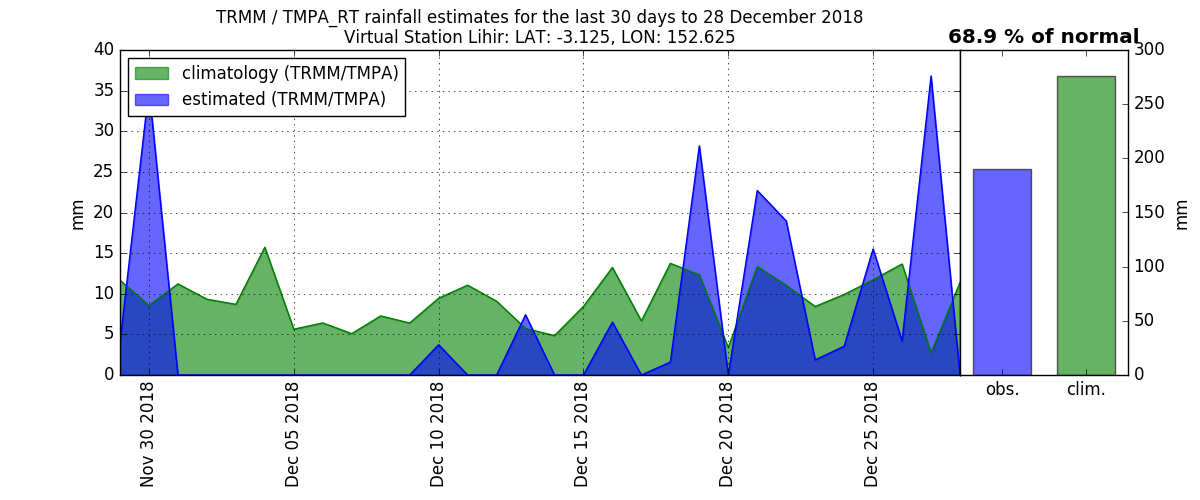 TRMM / TMPA_RT rainfall estimates for the last 30 days to 28 December 2018
Virtual Station Lihir: LAT: -3.125, LON: 152.625
68.9 % of normal
climatology (TRMM/TMPA)
estimated (TRMM/TMPA)
40
35
30
25
20
15
10
5
0
mm
Nov 30 2018
Dec 05 2018
Dec 10 2018
Dec 15 2018
Dec 20 2018
Dec 25 2018
obs.
clim.
300
250
200
150
100
50
0
mm